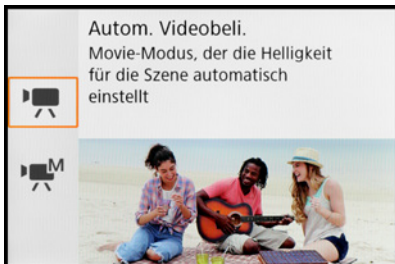 Autom. Videobeli.
Movie-Modus, der die Helligkeit
für die Szene automatisch
einstellt
M